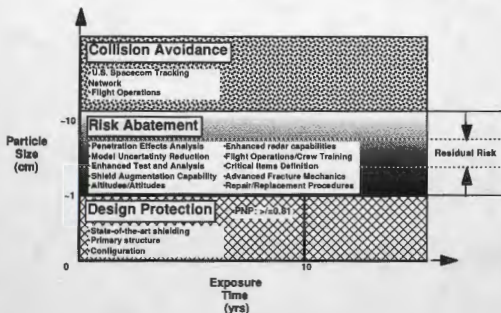 Collision Avoidance
•U.S. Spacecom Tracking
Network
•Flight Operations
~10
Risk Abatement
•Penetration Effects Analysis
•Model Uncertainty Reduction
•Enhanced Test and Analysis
•Shield Augmentation Capability
•Altitudes/Attitudes
•Enhanced radar capabilities
•Flight Operations/Crew Training
•Critical Items Definition
•Advanced Fracture Mechanics
•Repair/Replacement Procedures
Residual Risk
Particle
Size
(cm)
~1
Design Protection
PNP: >/=0.81
•State-of-the-art shielding
•Primary structure
•Configuration
0
10
Exposure
Time
(yrs)